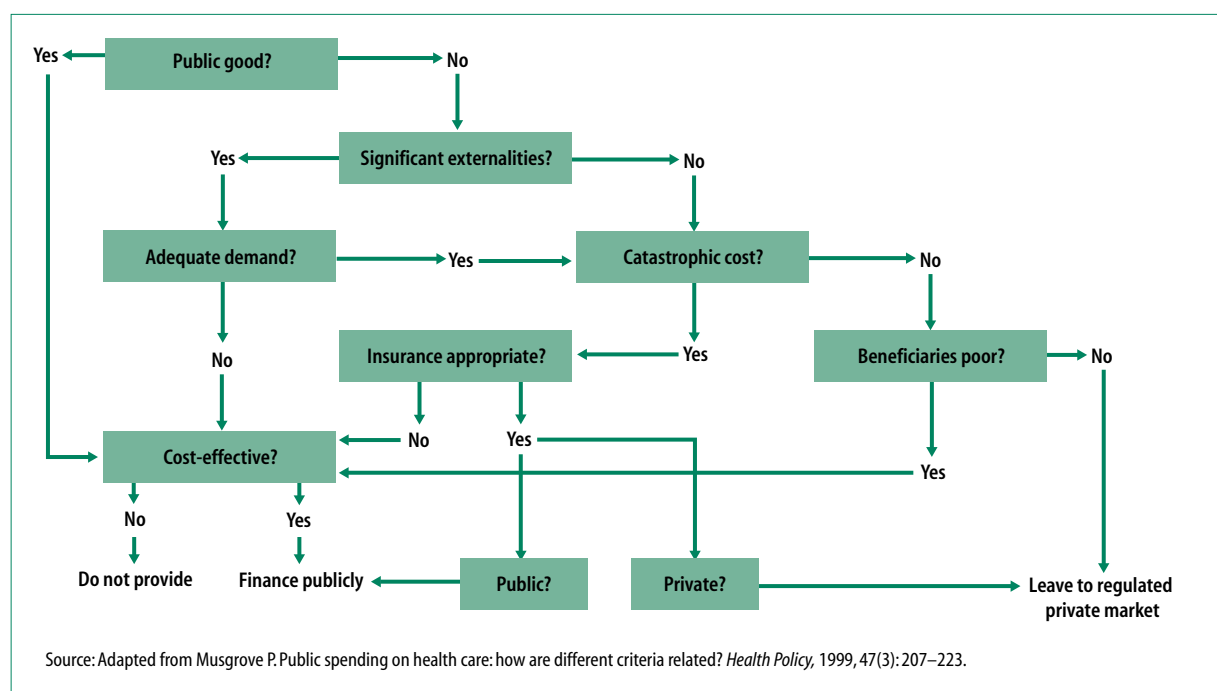 Yes
Public good?
No
Yes
Significant externalities?
No
Adequate demand?
Yes
Catastrophic cost?
No
No
Insurance appropriate?
Yes
Beneficiaries poor?
No
No
Yes
Cost-effective?
Yes
No
Yes
Do not provide
Finance publicly
Public?
Private?
Leave to regulated
private market
Source: Adapted from Musgrove P. Public spending on health care: how are different criteria related? Health Policy, 1999, 47(3): 207–223.